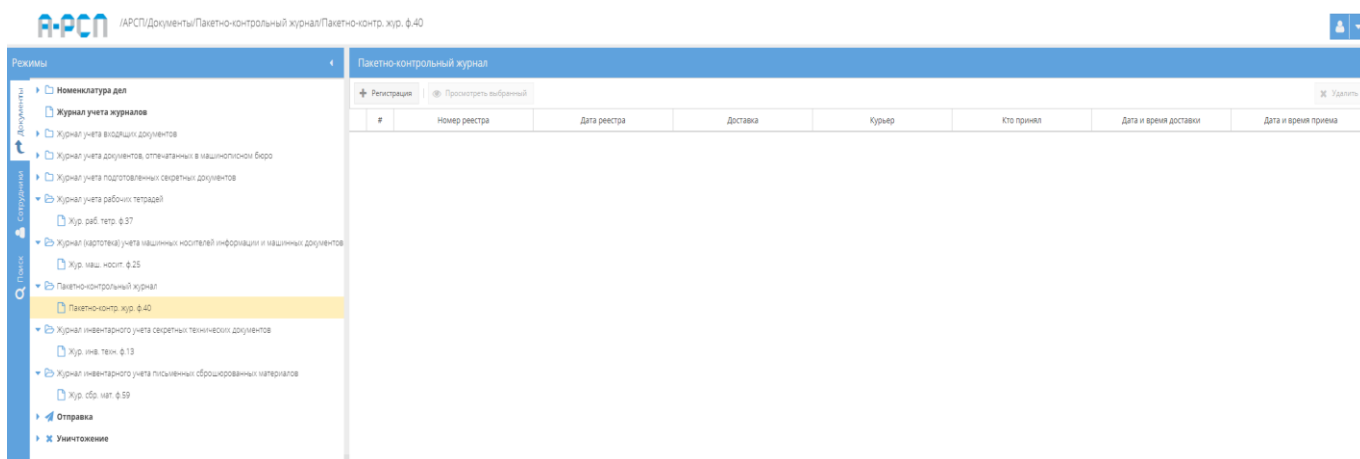 А-РСП
/АРСП/Документы/Пакетно-контрольный журнал/Пакетно-контр. жур. ф.40
Режимы
Пакетно-контрольный журнал
Документы
Сотрудники
Поиск
Номенклатура дел
Журнал учета журналов
Журнал учета входящих документов
Журнал учета документов, отпечатанных в машинописном бюро
Журнал учета подготовленных секретных документов
Журнал учета рабочих тетрадей
Жур. раб. тетр. ф.37
Журнал (картотека) учета машинных носителей информации и машинных документов
Жур. маш. носит. ф.25
Пакетно-контрольный журнал
Пакетно-контр. жур. ф.40
Журнал инвентарного учета секретных технических документов
Жур. инв. техн. ф.13
Журнал инвентарного учета письменных сброшюрованных материалов
Жур. сбр. мат. ф.59
Отправка
Уничтожение
Регистрация
Просмотреть выбранный
Удалить
# Номер реестра Дата реестра Доставка Курьер Кто принял Дата и время доставки Дата и время приема